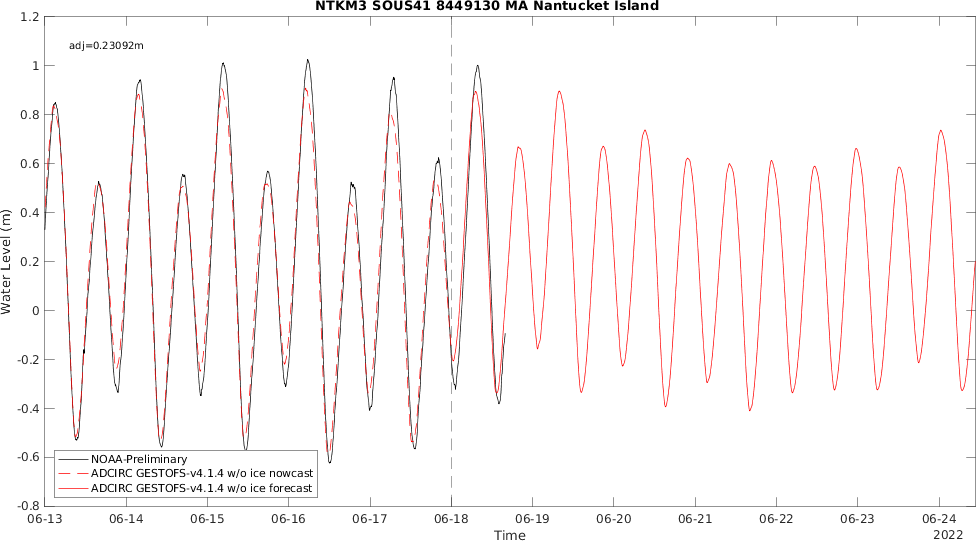 NTKM3 SOUS41 8449130 MA Nantucket Island
1.2
adj=0.23092m
1
0.8
0.6
0.4
Water Level (m)
0.2
0
-0.2
-0.4
-0.6
-0.8
NOAA-Preliminary
ADCIRC GESTOFS-v4.1.4 w/o ice nowcast
ADCIRC GESTOFS-v4.1.4 w/o ice forecast
06-13 06-14 06-15 06-16 06-17 06-18 06-19 06-20 06-21 06-22 06-23 06-24
Time
2022